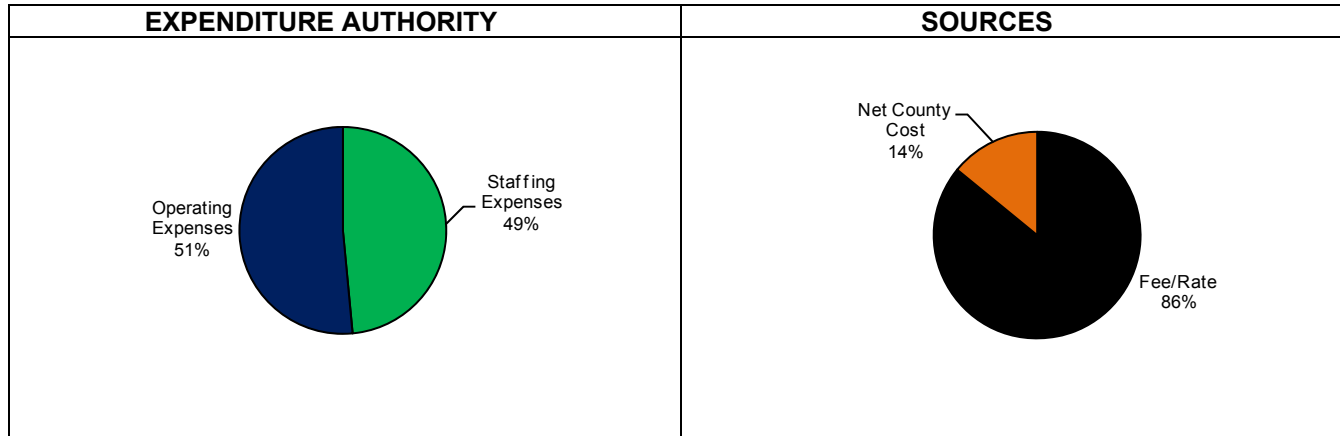 EXPENDITURE AUTHORITY
SOURCES
Operating
Expenses
51%
Staffing
Expenses
49%
Net County
Cost
14%
Fee/Rate
86%